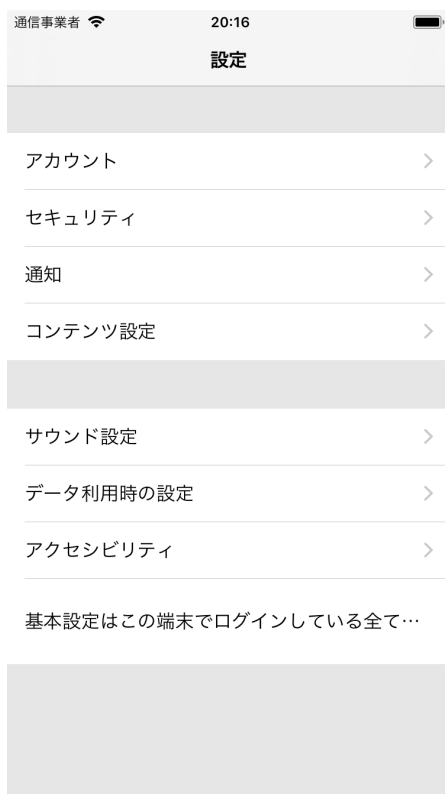 通信事業者 20:16
設定
アカウント
セキュリティ
通知
コンテンツ設定
サウンド設定
データ利用時の設定
アクセシビリティ
基本設定はこの端末でログインしている全て…